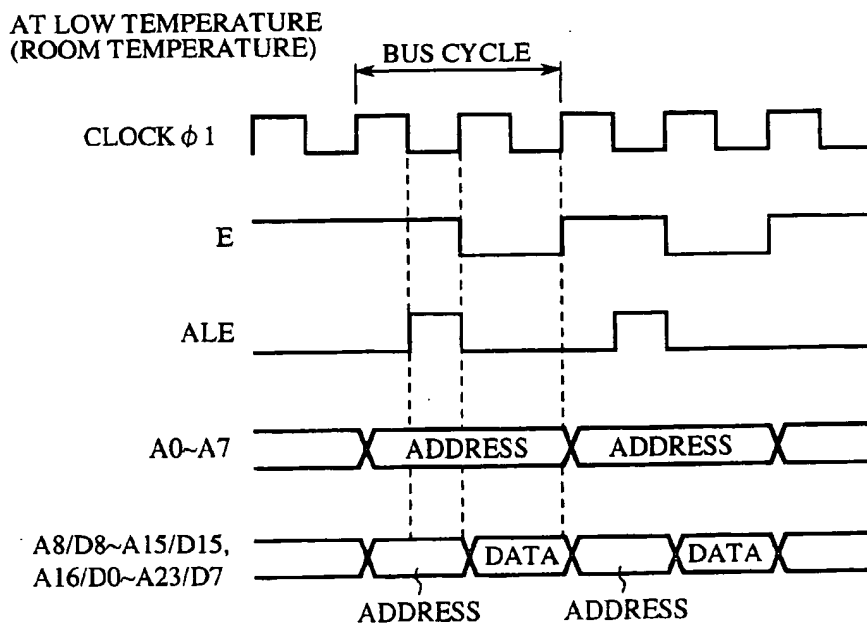 AT LOW TEMPERATURE
(ROOM TEMPERATURE)
BUS CYCLE
CLOCK φ 1
E
ALE
A0~A7
ADDRESS
ADDRESS
A8/D8~A15/D15,
A16/D0~A23/D7
DATA
DATA
ADDRESS
ADDRESS